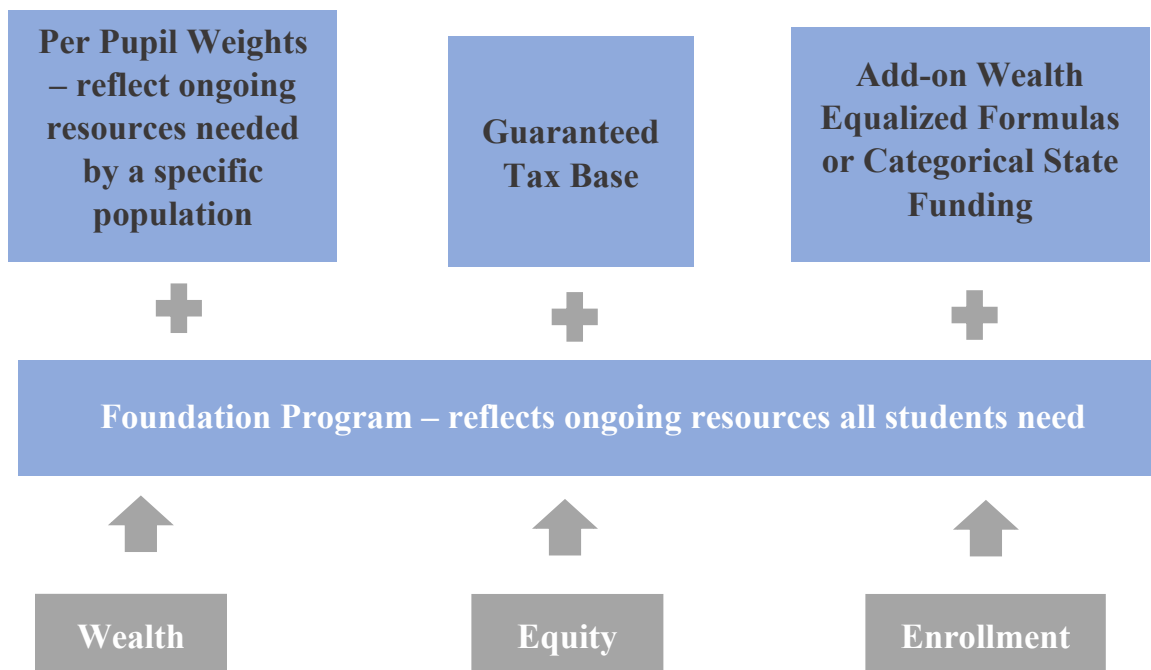 Per Pupil Weights
– reflect ongoing
resources needed
by a specific
population
Guaranteed
Tax Base
Add-on Wealth
Equalized Formulas
or Categorical State
Funding
Foundation Program – reflects ongoing resources all students need
Wealth
Equity
Enrollment